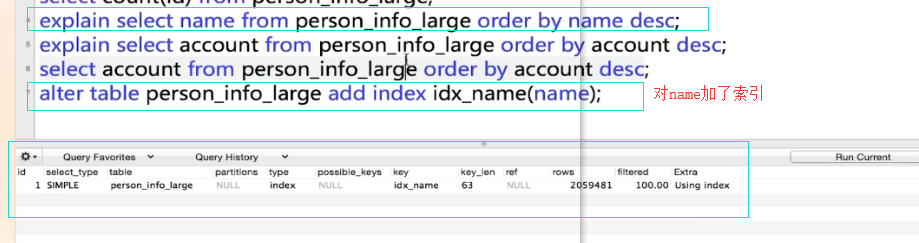 select count(id) from person_info_large;
4 explain select name from person_info_large order by name desc;
5 explain select account from person_info_large order by account desc;
6 select account from person_info_large order by account desc;
7 alter table person_info_large add index idx_name(name); 对name加了索引
Query Favorites Query History Run Current
id select_type table partitions type possible_keys key key_len ref rows filtered Extra
1 SIMPLE person_info_large NULL index NULL idx_name 63 NULL 2059481 100.00 Using index